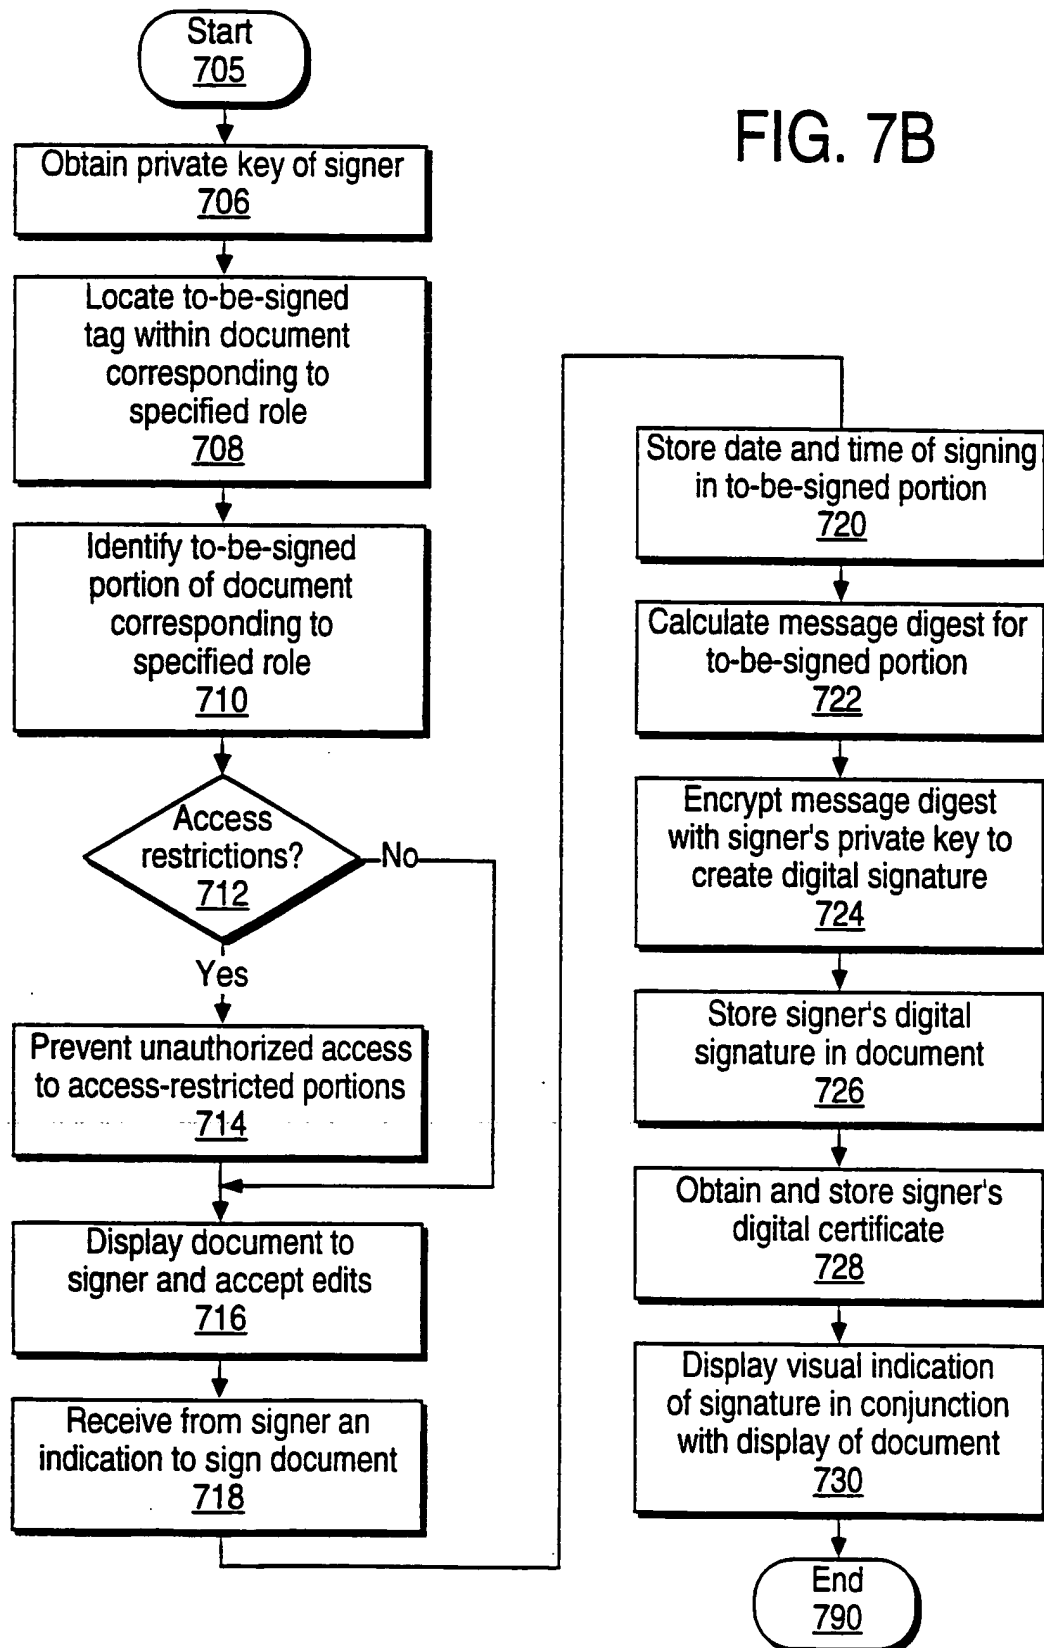 Start
705
FIG. 7B
Obtain private key of signer
706
Locate to-be-signed
tag within document
corresponding to
specified role
708
Identify to-be-signed
portion of document
corresponding to
specified role
710
Access
restrictions?
712
No
Yes
Prevent unauthorized access
to access-restricted portions
714
Display document to
signer and accept edits
716
Receive from signer an
indication to sign document
718
Store date and time of signing
in to-be-signed portion
720
Calculate message digest for
to-be-signed portion
722
Encrypt message digest
with signer's private key to
create digital signature
724
Store signer's digital
signature in document
726
Obtain and store signer's
digital certificate
728
Display visual indication
of signature in conjunction
with display of document
730
End
790